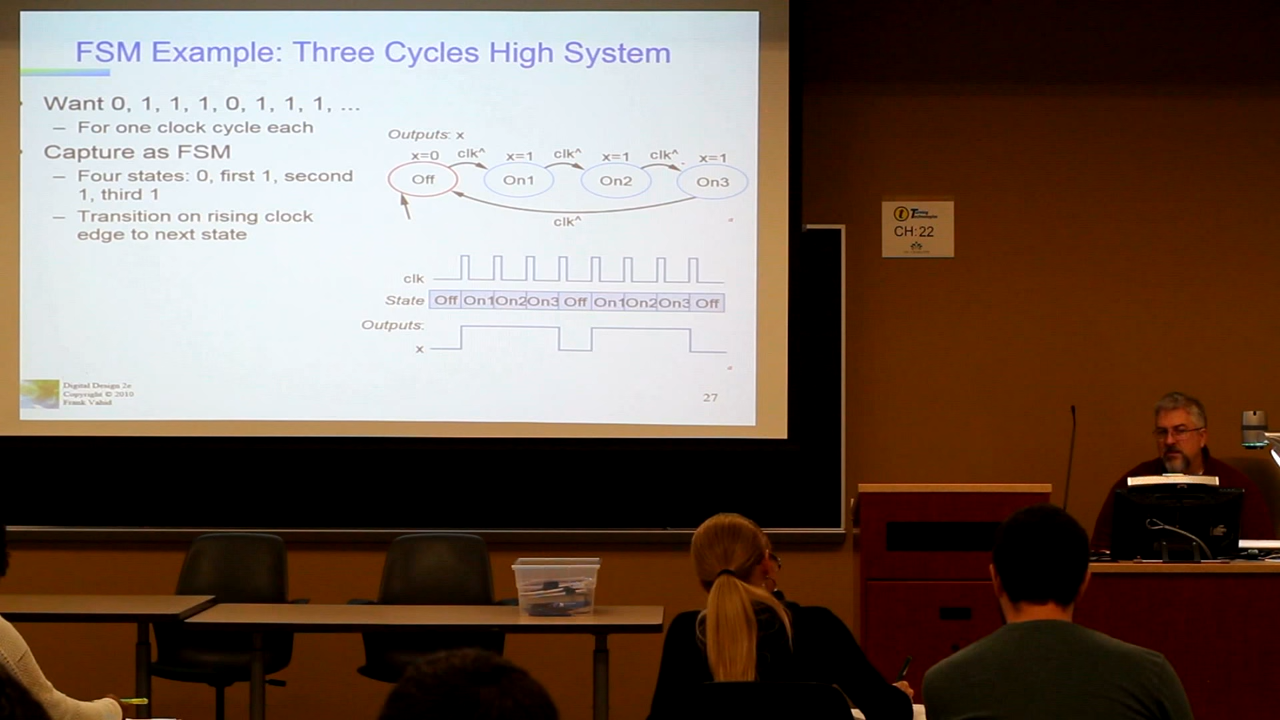 FSM Example: Three Cycles High System
Want 0, 1, 1, 1, 0, 1, 1, 1, ...
– For one clock cycle each
Capture as FSM
– Four states: 0, first 1, second
1, third 1
– Transition on rising clock
edge to next state
Outputs: x
x=0 clk^ x=1 clk^ x=1 clk^ x=1
Off On1 On2 On3
clk^
clk
State Off On1 On2 On3 Off On1 On2 On3 Off
Outputs:
x
Digital Design 2e
Copyright © 2010
Frank Vahid
27
Turning
Technologies
CH: 22